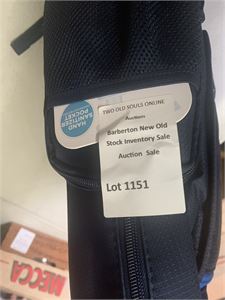 HAND
SANITIZER
POCKET
TWO OLD SOULS ONLINE
Auctions
Barberton New Old
Stock Inventory Sale
Auction Sale
Lot 1151
MECCA